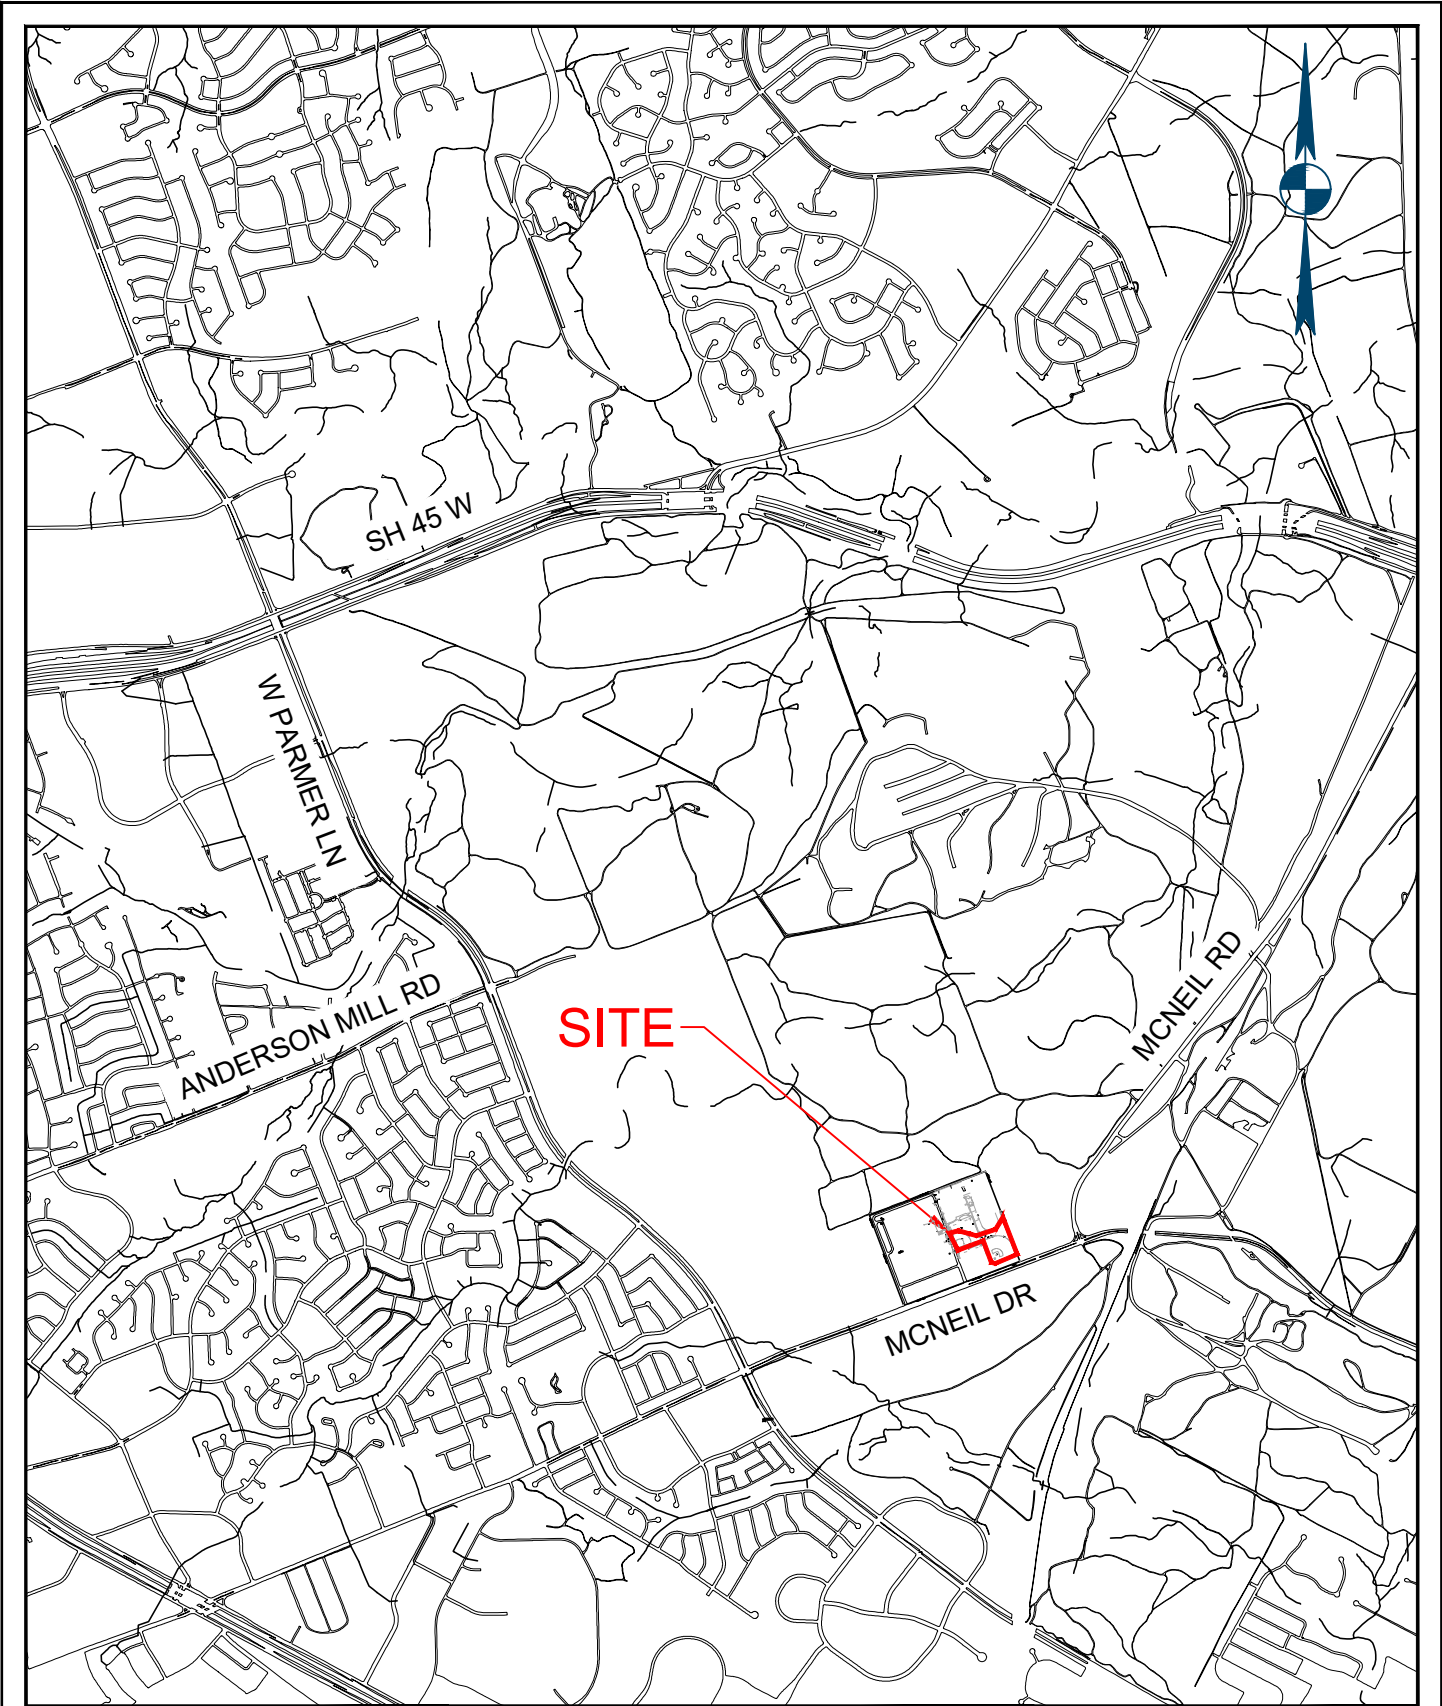 SH 45 W
W PARMER LN
ANDERSON MILL RD
SITE
MCNEIL RD
MCNEIL DR